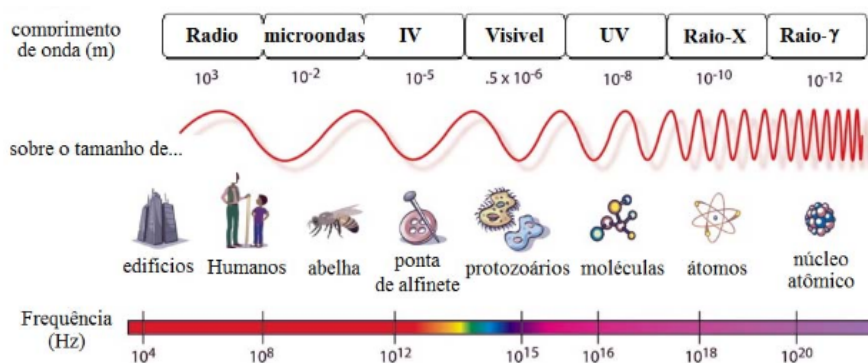 comprimento
de onda (m)
Radio microondas IV Visivel UV Raio-X Raio-γ
10³ 10⁻² 10⁻⁵ .5 x 10⁻⁶ 10⁻⁸ 10⁻¹⁰ 10⁻¹²
sobre o tamanho de...
edificios Humanos abelha ponta
de alfinete protozoários moléculas átomos núcleo
atômico
Frequência
(Hz)
10⁴ 10⁸ 10¹² 10¹⁵ 10¹⁶ 10¹⁸ 10²⁰